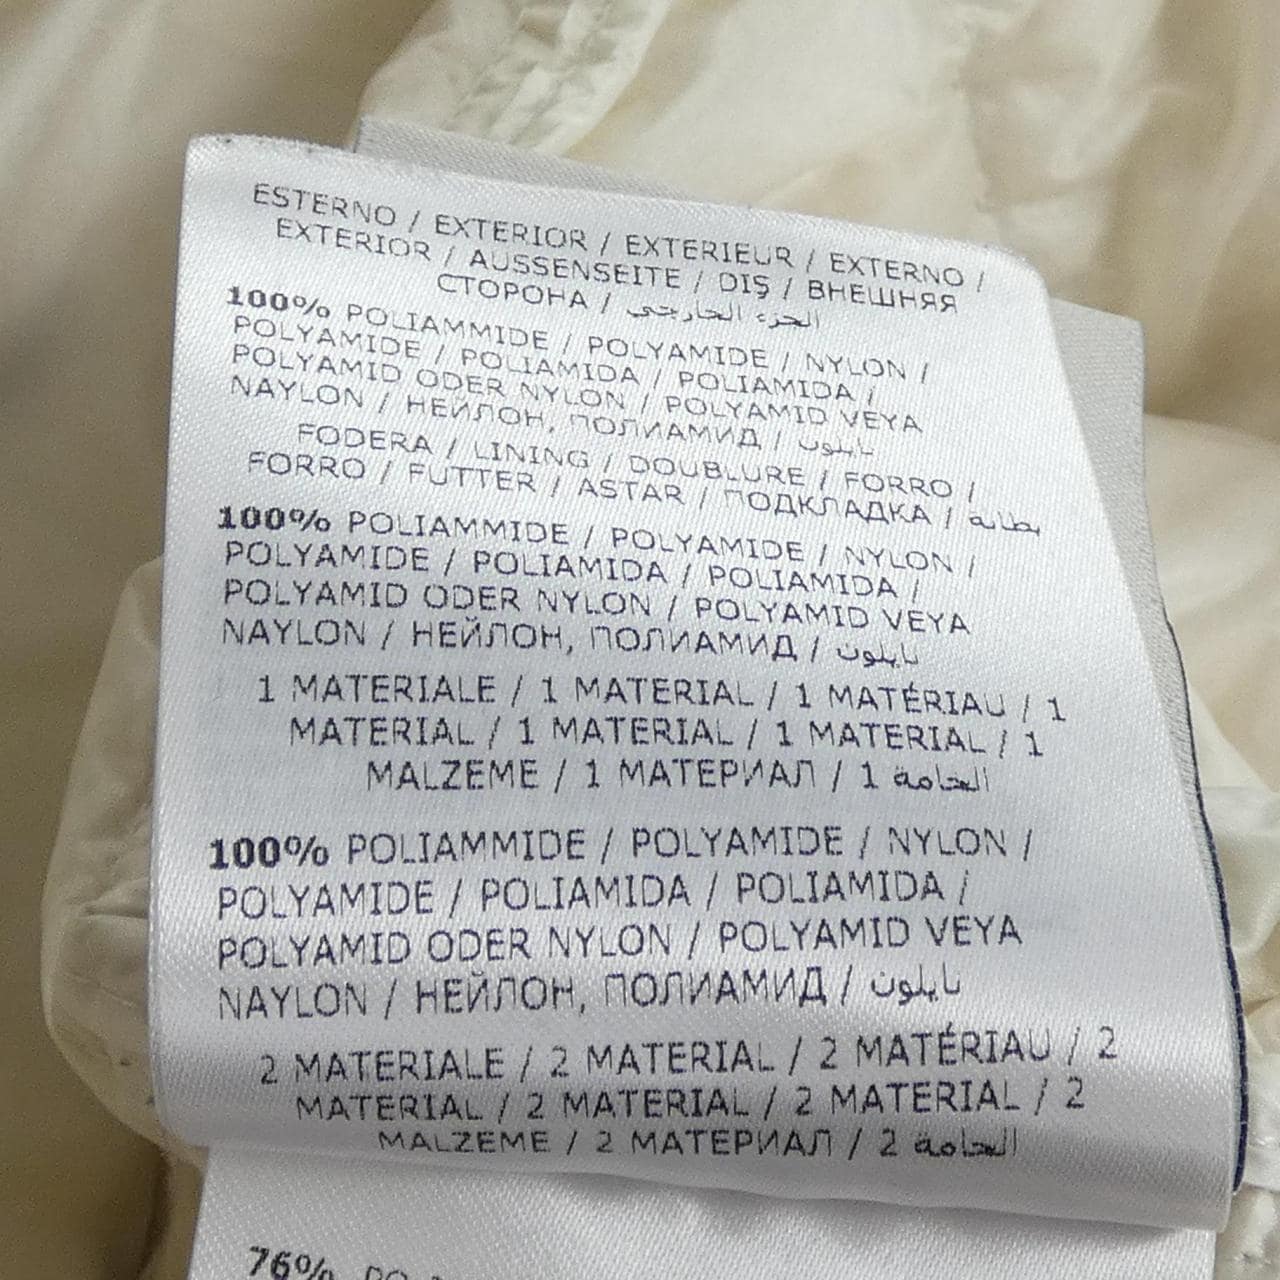 ESTERNO / EXTERIOR / EXTERIEUR / EXTERNO /
EXTERIOR / AUSSENSEITE / DIŞ / ВНЕШНЯЯ
СТОРОНА / الجزء الخارجي
100% POLIAMMIDE / POLYAMIDE / NYLON /
POLYAMIDE / POLIAMIDA / POLIAMIDA /
POLYAMID ODER NYLON / POLYAMID VEYA
NAYLON / НЕЙЛОН, ПОЛИАМИД / نايلون
FODERA / LINING / DOUBLURE / FORRO /
FORRO / FUTTER / ASTAR / ПОДКЛАДКА / بطانة
100% POLIAMMIDE / POLYAMIDE / NYLON /
POLYAMIDE / POLIAMIDA / POLIAMIDA /
POLYAMID ODER NYLON / POLYAMID VEYA
NAYLON / НЕЙЛОН, ПОЛИАМИД / نايلون
1 MATERIALE / 1 MATERIAL / 1 MATÉRIAU / 1
MATERIAL / 1 MATERIAL / 1 MATERIAL / 1
MALZEME / 1 МАТЕРИАЛ / 1 الخامة
100% POLIAMMIDE / POLYAMIDE / NYLON /
POLYAMIDE / POLIAMIDA / POLIAMIDA /
POLYAMID ODER NYLON / POLYAMID VEYA
NAYLON / НЕЙЛОН, ПОЛИАМИД / نايلون
2 MATERIALE / 2 MATERIAL / 2 MATÉRIAU / 2
MATERIAL / 2 MATERIAL / 2 MATERIAL / 2
MALZEME / 2 МАТЕРИАЛ / 2 الخامة
76%